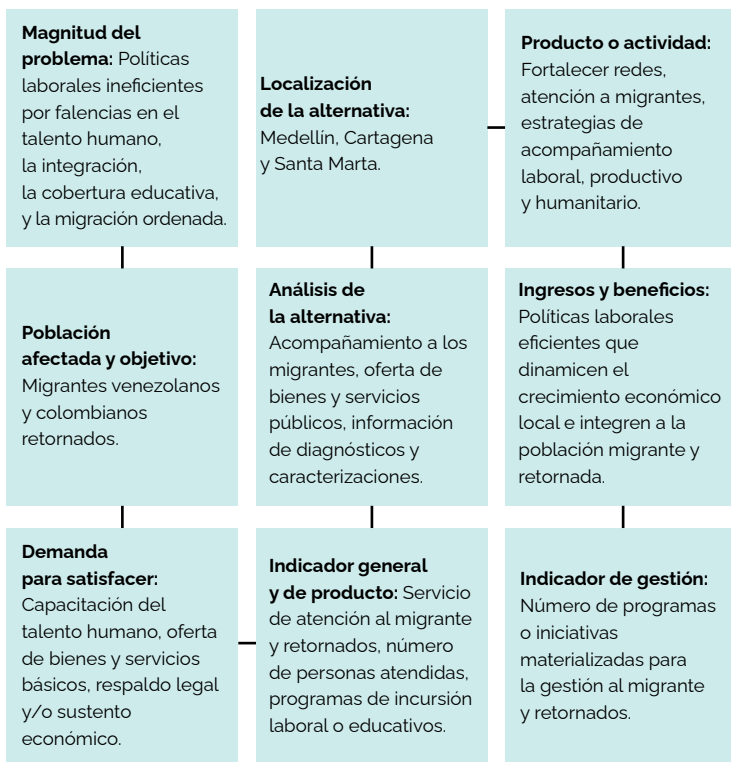 Magnitud del
problema: Políticas
laborales ineficientes
por falencias en el
talento humano,
la integración,
la cobertura educativa,
y la migración ordenada.
Localización
de la alternativa:
Medellín, Cartagena
y Santa Marta.
Producto o actividad:
Fortalecer redes,
atención a migrantes,
estrategias de
acompañamiento
laboral, productivo
y humanitario.
Población
afectada y objetivo:
Migrantes venezolanos
y colombianos
retornados.
Análisis de
la alternativa:
Acompañamiento a los
migrantes, oferta de
bienes y servicios
públicos, información
de diagnósticos y
caracterizaciones.
Ingresos y beneficios:
Políticas laborales
eficientes que
dinamicen el
crecimiento económico
local e integren a la
población migrante y
retornada.
Demanda
para satisfacer:
Capacitación del
talento humano, oferta
de bienes y servicios
básicos, respaldo legal
y/o sustento
económico.
Indicador general
y de producto: Servicio
de atención al migrante
y retornados, número
de personas atendidas,
programas de incursión
laboral o educativos.
Indicador de gestión:
Número de programas
o iniciativas
materializadas para
la gestión al migrante
y retornados.